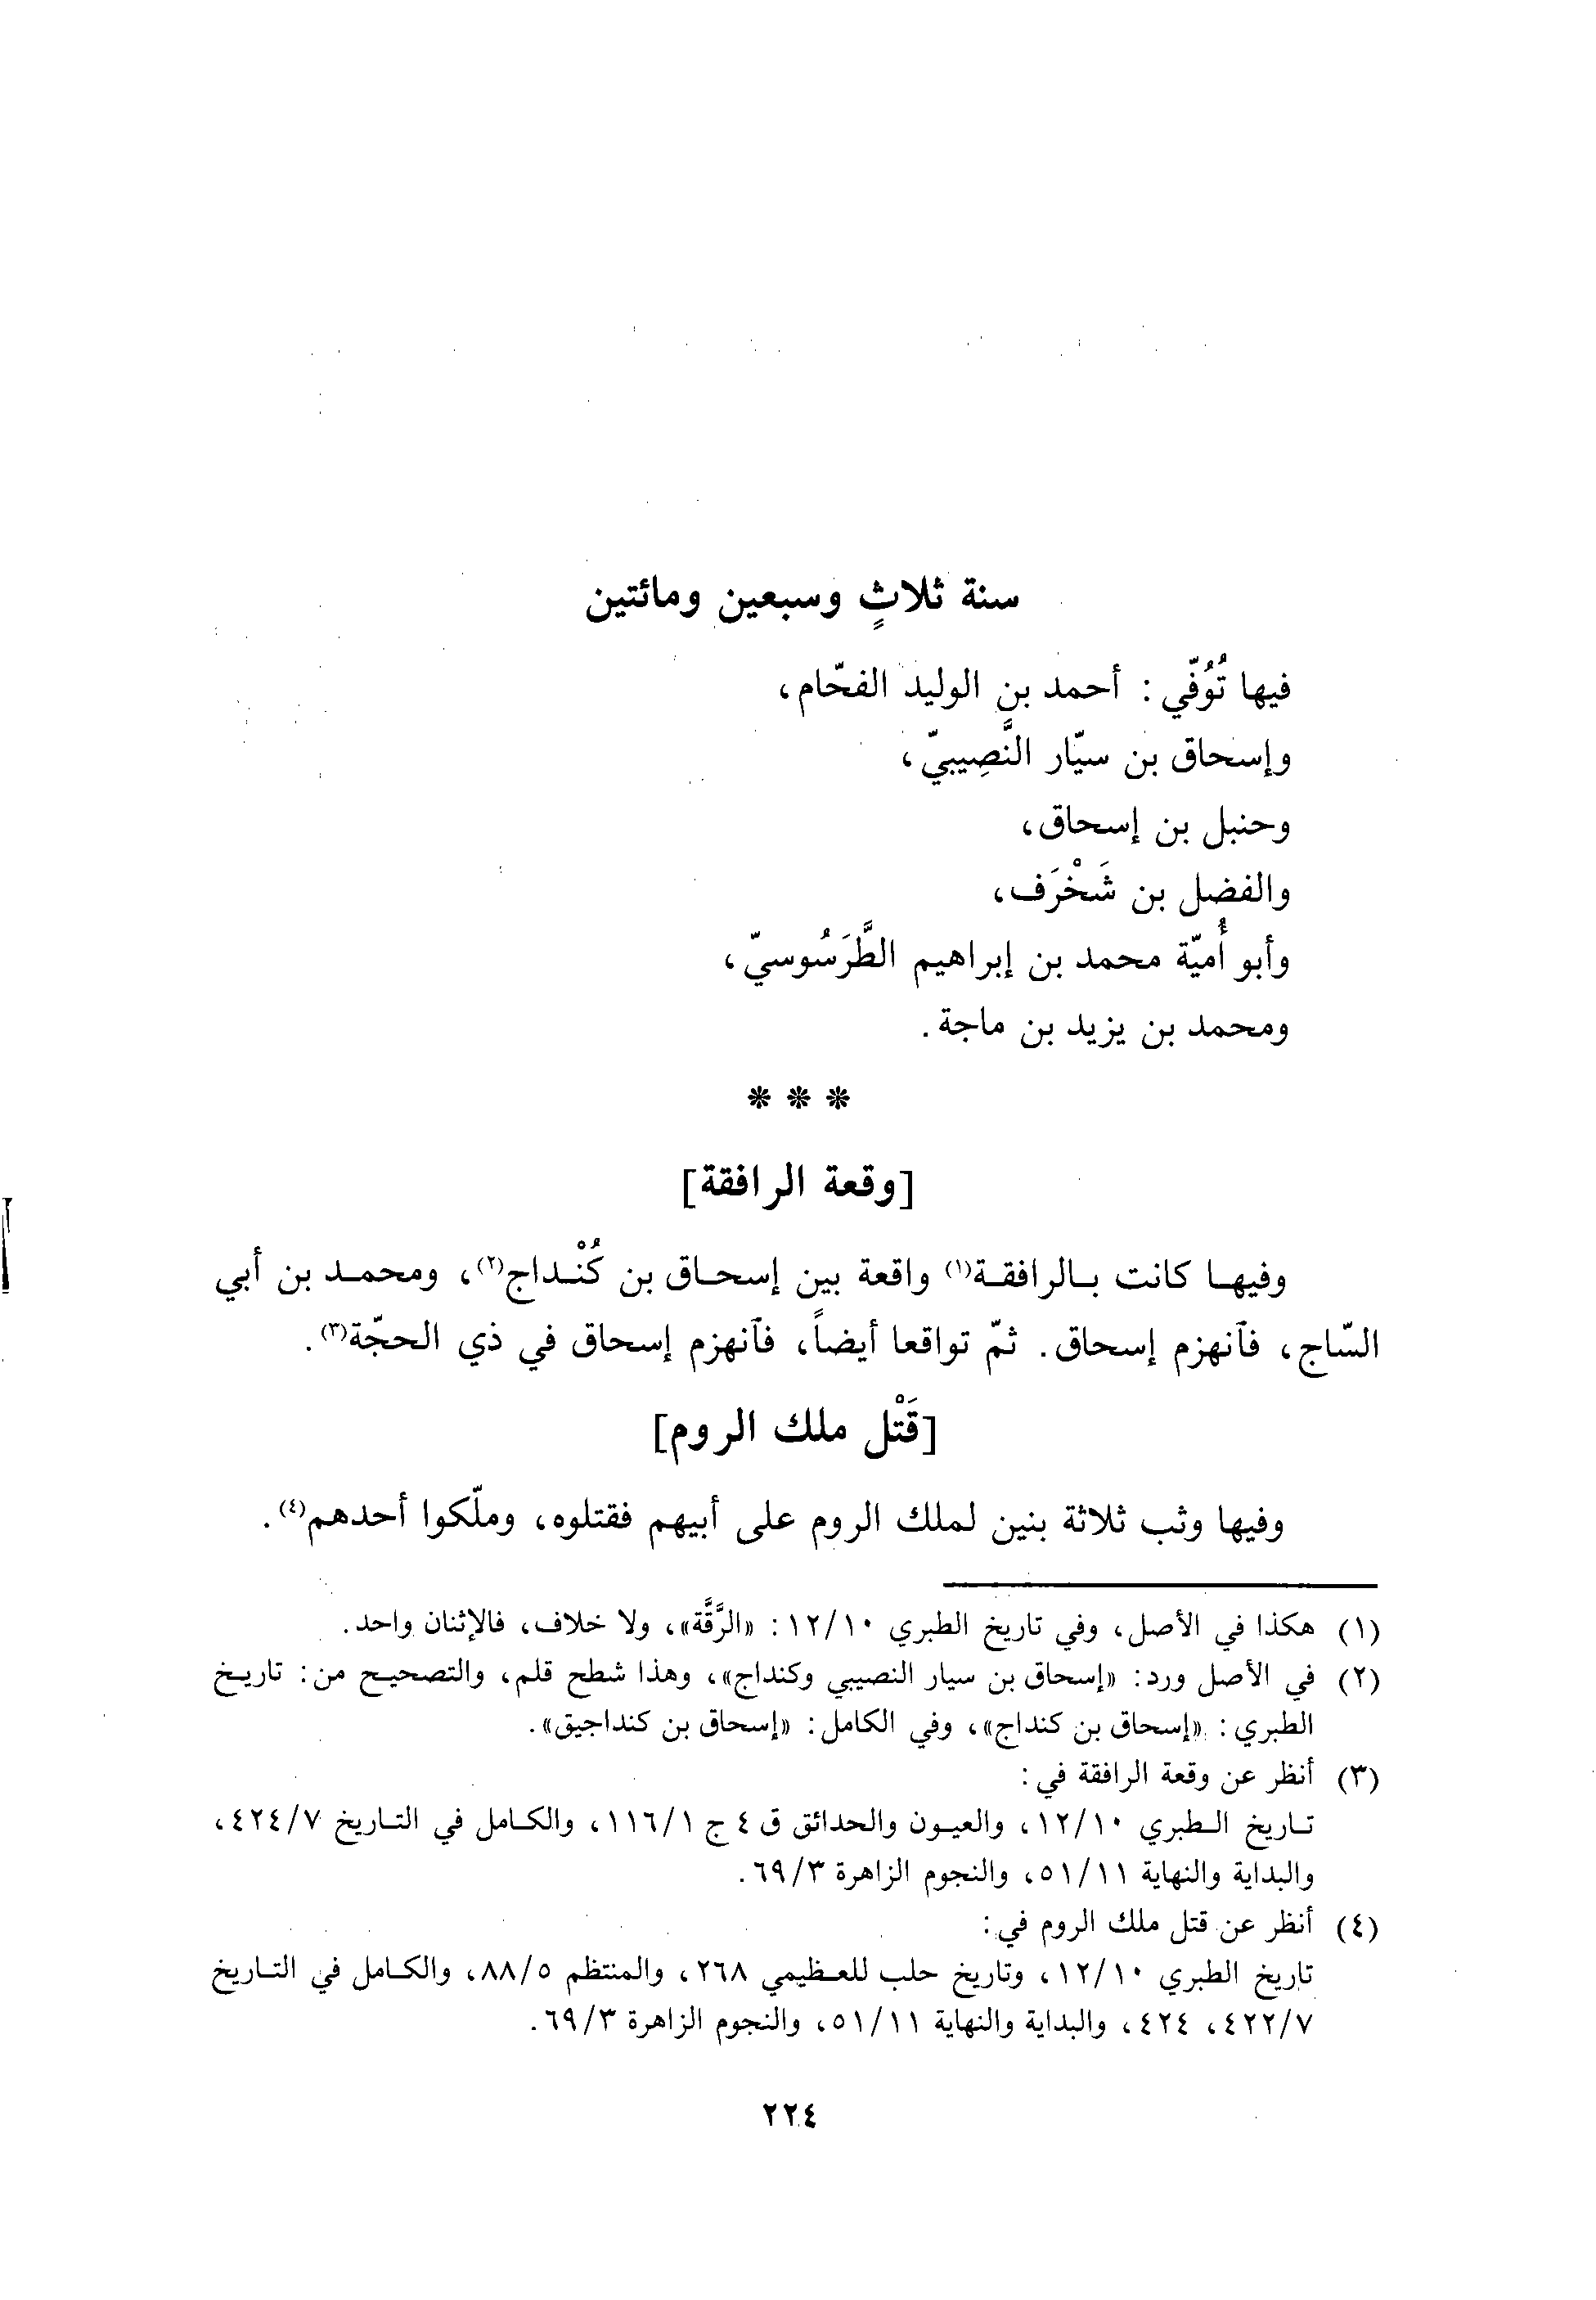 سنة ثلاثٍ وسبعين ومائتين
فيها تُوُفّي : أحمد بن الوليد الفحّام،
وإسحاق بن سيّار النَّصِيبيّ،
وحنبل بن إسحاق،
والفضل بن شَخْرَف،
وأبو أُميّة محمد بن إبراهيم الطَّرَسُوسيّ،
ومحمد بن يزيد بن ماجة .
* * *
[وقعة الرافقة]
وفيها كانت بالرافقة(١) واقعة بين إسحاق بن كُنْداج(٢)، ومحمد بن أبي
السّاج، فٱنهزم إسحاق. ثمّ تواقعا أيضاً، فٱنهزم إسحاق في ذي الحجّة(٣).
[قَتْل ملك الروم]
وفيها وثب ثلاثة بنين لملك الروم على أبيهم فقتلوه، وملّكوا أحدهم(٤).
(١) هكذا في الأصل، وفي تاريخ الطبري ١٢/١٠ : «الرَّقَّة»، ولا خلاف، فالإثنان واحد.
(٢) في الأصل ورد: «إسحاق بن سيار النصيبي وكنداج»، وهذا شطح قلم، والتصحيح من: تاريخ
الطبري: «إسحاق بن كنداج»، وفي الكامل: «إسحاق بن كنداجيق».
(٣) أنظر عن وقعة الرافقة في:
تاريخ الطبري ١٢/١٠، والعيون والحدائق ق ٤ ج ١١٦/١، والكامل في التاريخ ٤٢٤/٧،
والبداية والنهاية ٥١/١١، والنجوم الزاهرة ٦٩/٣.
(٤) أنظر عن قتل ملك الروم في:
تاريخ الطبري ١٢/١٠، وتاريخ حلب للعظيمي ٢٦٨، والمنتظم ٨٨/٥، والكامل في التاريخ
٤٢٢/٧، ٤٢٤، والبداية والنهاية ٥١/١١، والنجوم الزاهرة ٦٩/٣.
٢٢٤